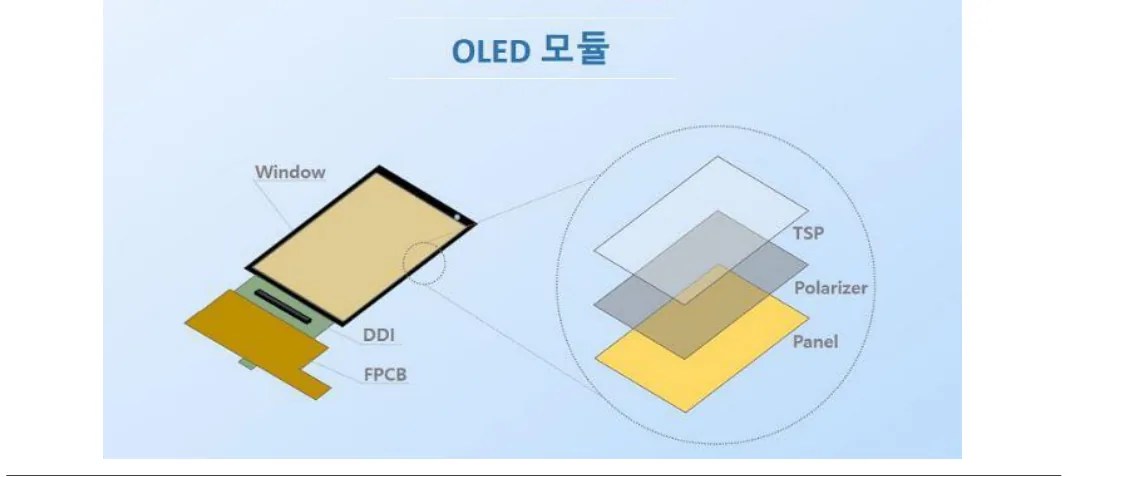 OLED 모듈
Window
DDI
FPCB
TSP
Polarizer
Panel